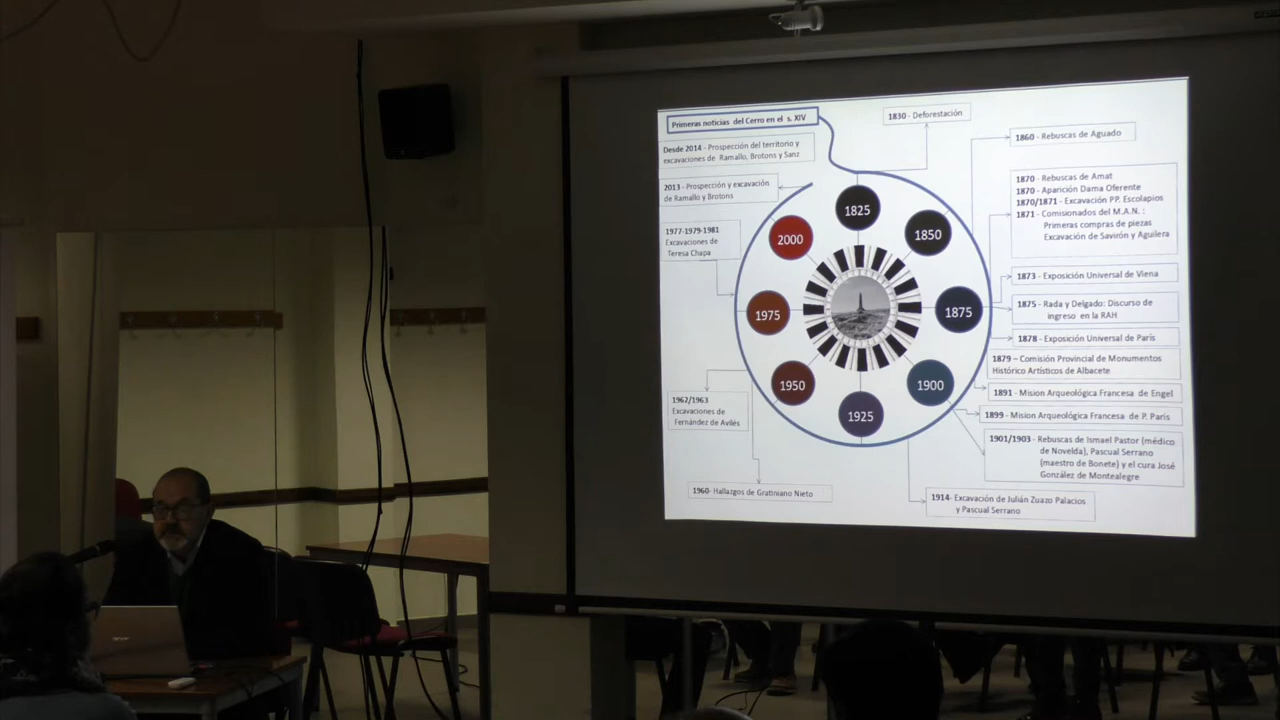 Primeras noticias del Cerro en el s. XIV
1830 - Deforestación
1860 - Rebuscas de Aguado
Desde 2014 - Prospección del territorio y
excavaciones de Ramallo, Brotons y Sanz
2013 - Prospección y excavación
de Ramallo y Brotons
1977-1979-1981
Excavaciones de
Teresa Chapa
1870 - Rebuscas de Amat
1870 - Aparición Dama Oferente
1870/1871 - Excavación PP. Escolapios
1871 - Comisionados del M.A.N. :
Primeras compras de piezas
Excavación de Savirón y Aguilera
1873 - Exposición Universal de Viena
1875 - Rada y Delgado: Discurso de
ingreso en la RAH
1878 - Exposición Universal de París
1879 – Comisión Provincial de Monumentos
Histórico Artísticos de Albacete
1891 - Mision Arqueológica Francesa de Engel
1899 - Mision Arqueológica Francesa de P. Paris
1901/1903 - Rebuscas de Ismael Pastor (médico
de Novelda), Pascual Serrano
(maestro de Bonete) y el cura José
González de Montealegre
1914- Excavación de Julián Zuazo Palacios
y Pascual Serrano
1962/1963
Excavaciones de
Fernández de Avilés
1960- Hallazgos de Gratiniano Nieto
1825
1850
1875
1900
1925
1950
1975
2000
acer